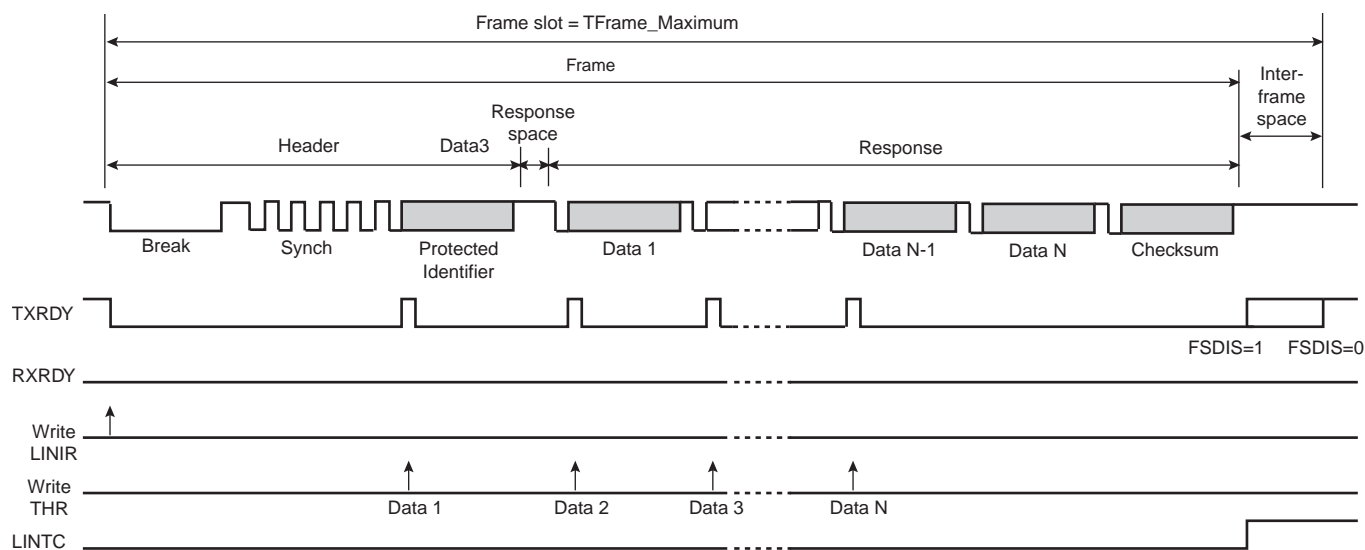 Frame slot = TFrame_Maximum
Frame
Inter-
frame
space
Response
space
Header
Data3
Response
Break
Synch
Protected
Identifier
Data 1
Data N-1
Data N
Checksum
TXRDY
FSDIS=1
FSDIS=0
RXRDY
Write
LINIR
Write
THR
Data 1
Data 2
Data 3
Data N
LINTC